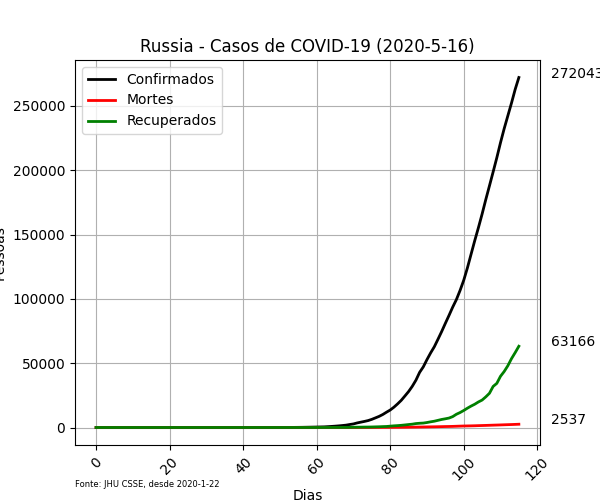 Russia - Casos de COVID-19 (2020-5-16)
Confirmados
Mortes
Recuperados
272043
63166
2537
250000
200000
150000
100000
50000
0
0 20 40 60 80 100 120
Fonte: JHU CSSE, desde 2020-1-22
Dias